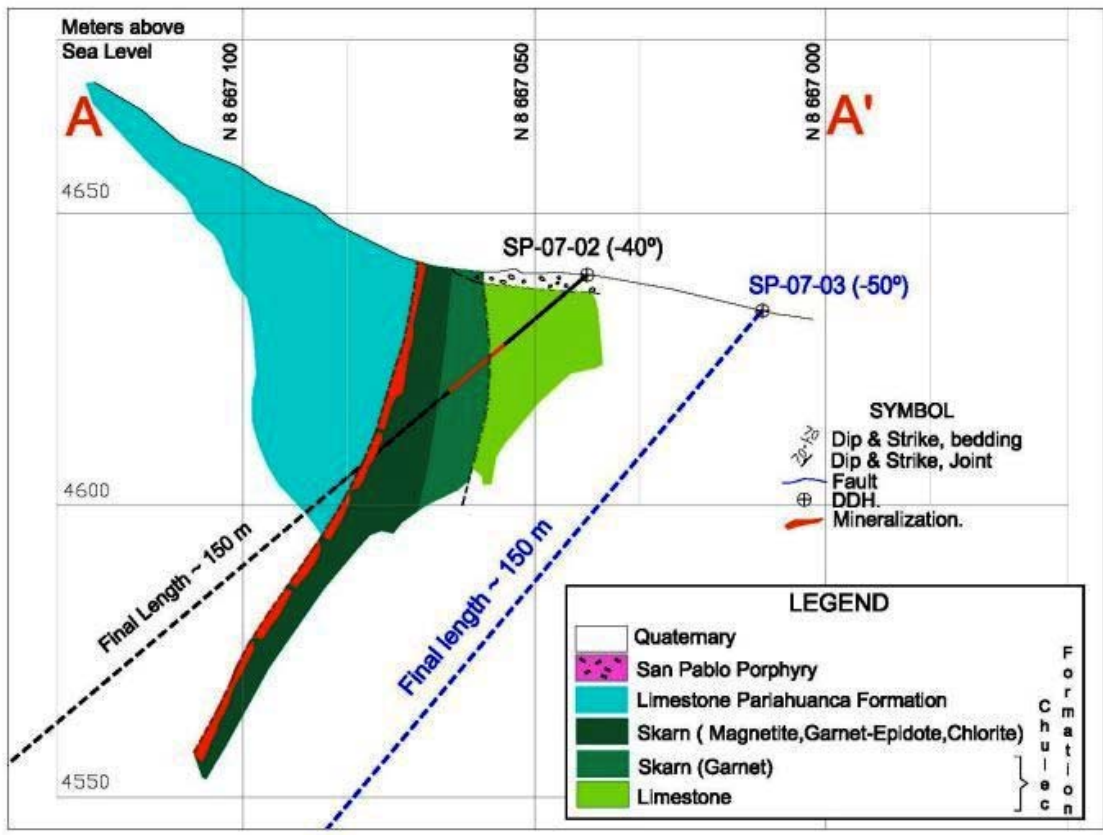 Meters above
Sea Level
N 8 667 100
N 8 667 050
N 8 667 000
A
A'
4650
SP-07-02 (-40º)
SP-07-03 (-50º)
4600
4550
Final Length ~ 150 m
Final length ~ 150 m
SYMBOL
Dip & Strike, bedding
Dip & Strike, Joint
Fault
DDH.
Mineralization.
LEGEND
Quaternary
San Pablo Porphyry
Limestone Pariahuanca Formation
Skarn ( Magnetite,Garnet-Epidote,Chlorite)
Skarn (Garnet)
Limestone
Chulec
Formation